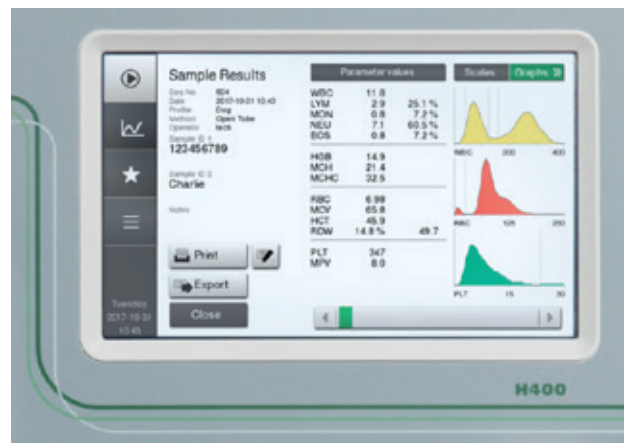 Sample Results
Seq No 824
Date 2017-10-31 10:43
Profile Dog
Method Open Tube
Operator tech
Sample ID 1
123456789
Sample ID 2
Charlie
Notes
Print
Export
Close
Tuesday
2017-10-31
10:45
Parameter values
WBC 11.8
LYM 2.9 25.1 %
MON 0.8 7.2 %
NEU 7.1 60.5 %
EOS 0.8 7.2 %
HGB 14.9
MCH 21.4
MCHC 32.5
RBC 6.98
MCV 65.8
HCT 45.9
RDW 14.8 % 49.7
PLT 347
MPV 8.0
Scales Graphs
WBC 200 400
RBC 125 250
PLT 15 30
H400